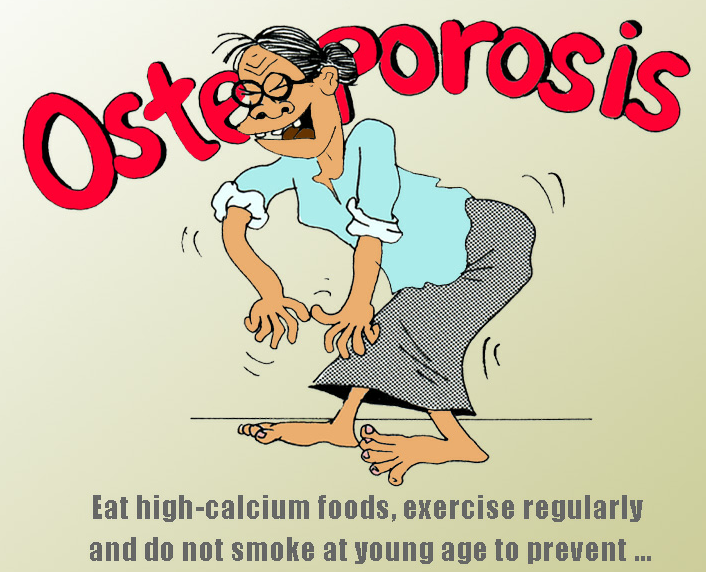 Osteoporosis
Eat high-calcium foods, exercise regularly
and do not smoke at young age to prevent ...